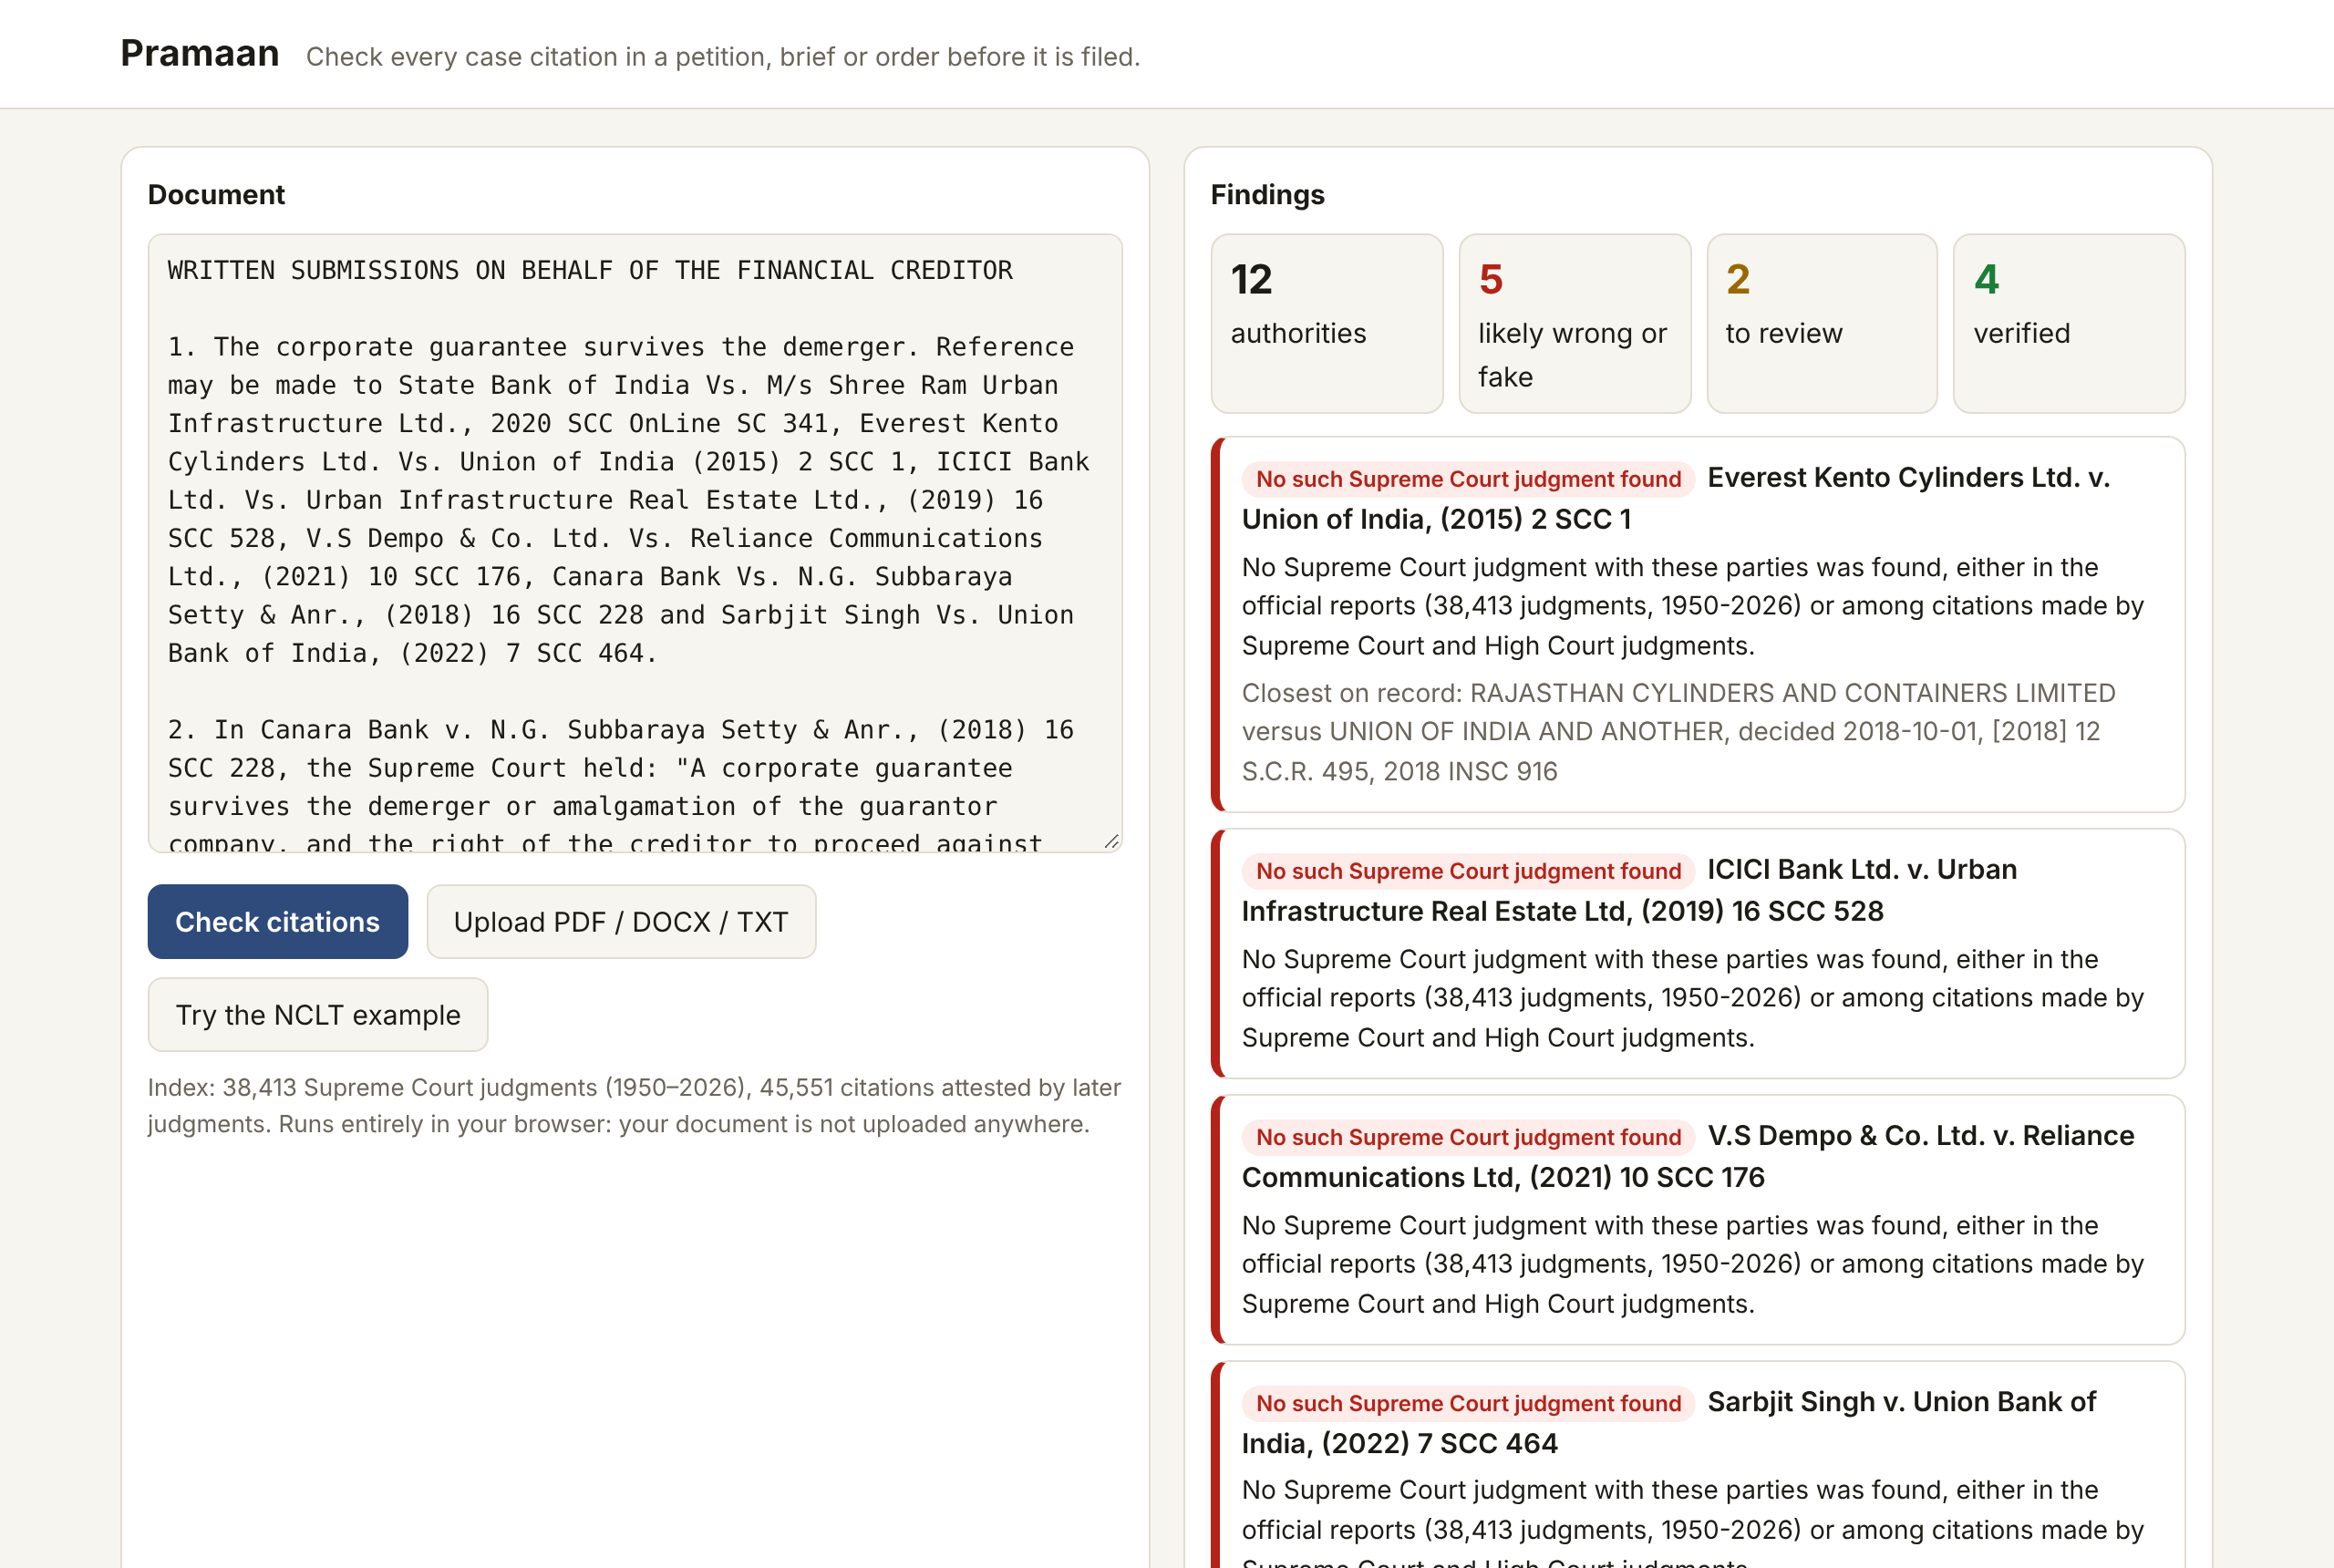 Pramaan Check every case citation in a petition, brief or order before it is filed.
Document
WRITTEN SUBMISSIONS ON BEHALF OF THE FINANCIAL CREDITOR
1. The corporate guarantee survives the demerger. Reference
may be made to State Bank of India Vs. M/s Shree Ram Urban
Infrastructure Ltd., 2020 SCC OnLine SC 341, Everest Kento
Cylinders Ltd. Vs. Union of India (2015) 2 SCC 1, ICICI Bank
Ltd. Vs. Urban Infrastructure Real Estate Ltd., (2019) 16
SCC 528, V.S Dempo & Co. Ltd. Vs. Reliance Communications
Ltd., (2021) 10 SCC 176, Canara Bank Vs. N.G. Subbaraya
Setty & Anr., (2018) 16 SCC 228 and Sarbjit Singh Vs. Union
Bank of India, (2022) 7 SCC 464.
2. In Canara Bank v. N.G. Subbaraya Setty & Anr., (2018) 16
SCC 228, the Supreme Court held: "A corporate guarantee
survives the demerger or amalgamation of the guarantor
company, and the right of the creditor to proceed against
Check citations
Upload PDF / DOCX / TXT
Try the NCLT example
Index: 38,413 Supreme Court judgments (1950–2026), 45,551 citations attested by later
judgments. Runs entirely in your browser: your document is not uploaded anywhere.
Findings
12
authorities
5
likely wrong or
fake
2
to review
4
verified
No such Supreme Court judgment found Everest Kento Cylinders Ltd. v.
Union of India, (2015) 2 SCC 1
No Supreme Court judgment with these parties was found, either in the
official reports (38,413 judgments, 1950-2026) or among citations made by
Supreme Court and High Court judgments.
Closest on record: RAJASTHAN CYLINDERS AND CONTAINERS LIMITED
versus UNION OF INDIA AND ANOTHER, decided 2018-10-01, [2018] 12
S.C.R. 495, 2018 INSC 916
No such Supreme Court judgment found ICICI Bank Ltd. v. Urban
Infrastructure Real Estate Ltd, (2019) 16 SCC 528
No Supreme Court judgment with these parties was found, either in the
official reports (38,413 judgments, 1950-2026) or among citations made by
Supreme Court and High Court judgments.
No such Supreme Court judgment found V.S Dempo & Co. Ltd. v. Reliance
Communications Ltd, (2021) 10 SCC 176
No Supreme Court judgment with these parties was found, either in the
official reports (38,413 judgments, 1950-2026) or among citations made by
Supreme Court and High Court judgments.
No such Supreme Court judgment found Sarbjit Singh v. Union Bank of
India, (2022) 7 SCC 464
No Supreme Court judgment with these parties was found, either in the
official reports (38,413 judgments, 1950-2026) or among citations made by
Supreme Court and High Court judgments.